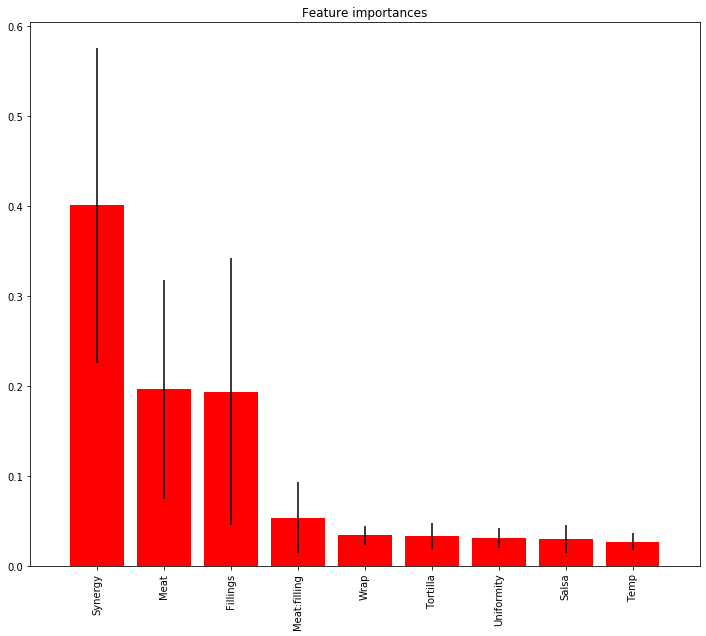 Feature importances
0.6
0.5
0.4
0.3
0.2
0.1
0.0
Synergy
Meat
Fillings
Meat:filling
Wrap
Tortilla
Uniformity
Salsa
Temp